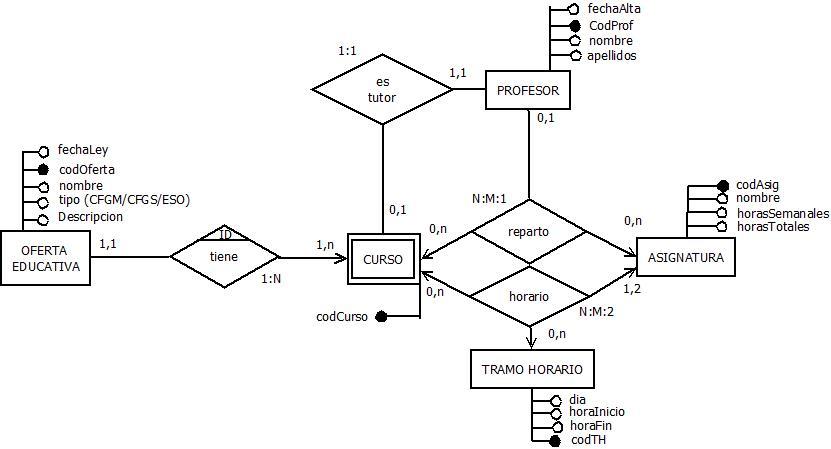 fechaAlta
CodProf
nombre
apellidos
1:1
es
tutor
1,1
PROFESOR
0,1
fechaLey
codOferta
nombre
tipo (CFGM/CFGS/ESO)
Descripcion
0,1
N:M:1
codAsig
nombre
horasSemanales
horasTotales
OFERTA
EDUCATIVA
1,1
ID
tiene
1:N
1,n
CURSO
0,n
reparto
0,n
ASIGNATURA
0,n
horario
1,2
N:M:2
codCurso
0,n
TRAMO HORARIO
dia
horaInicio
horaFin
codTH